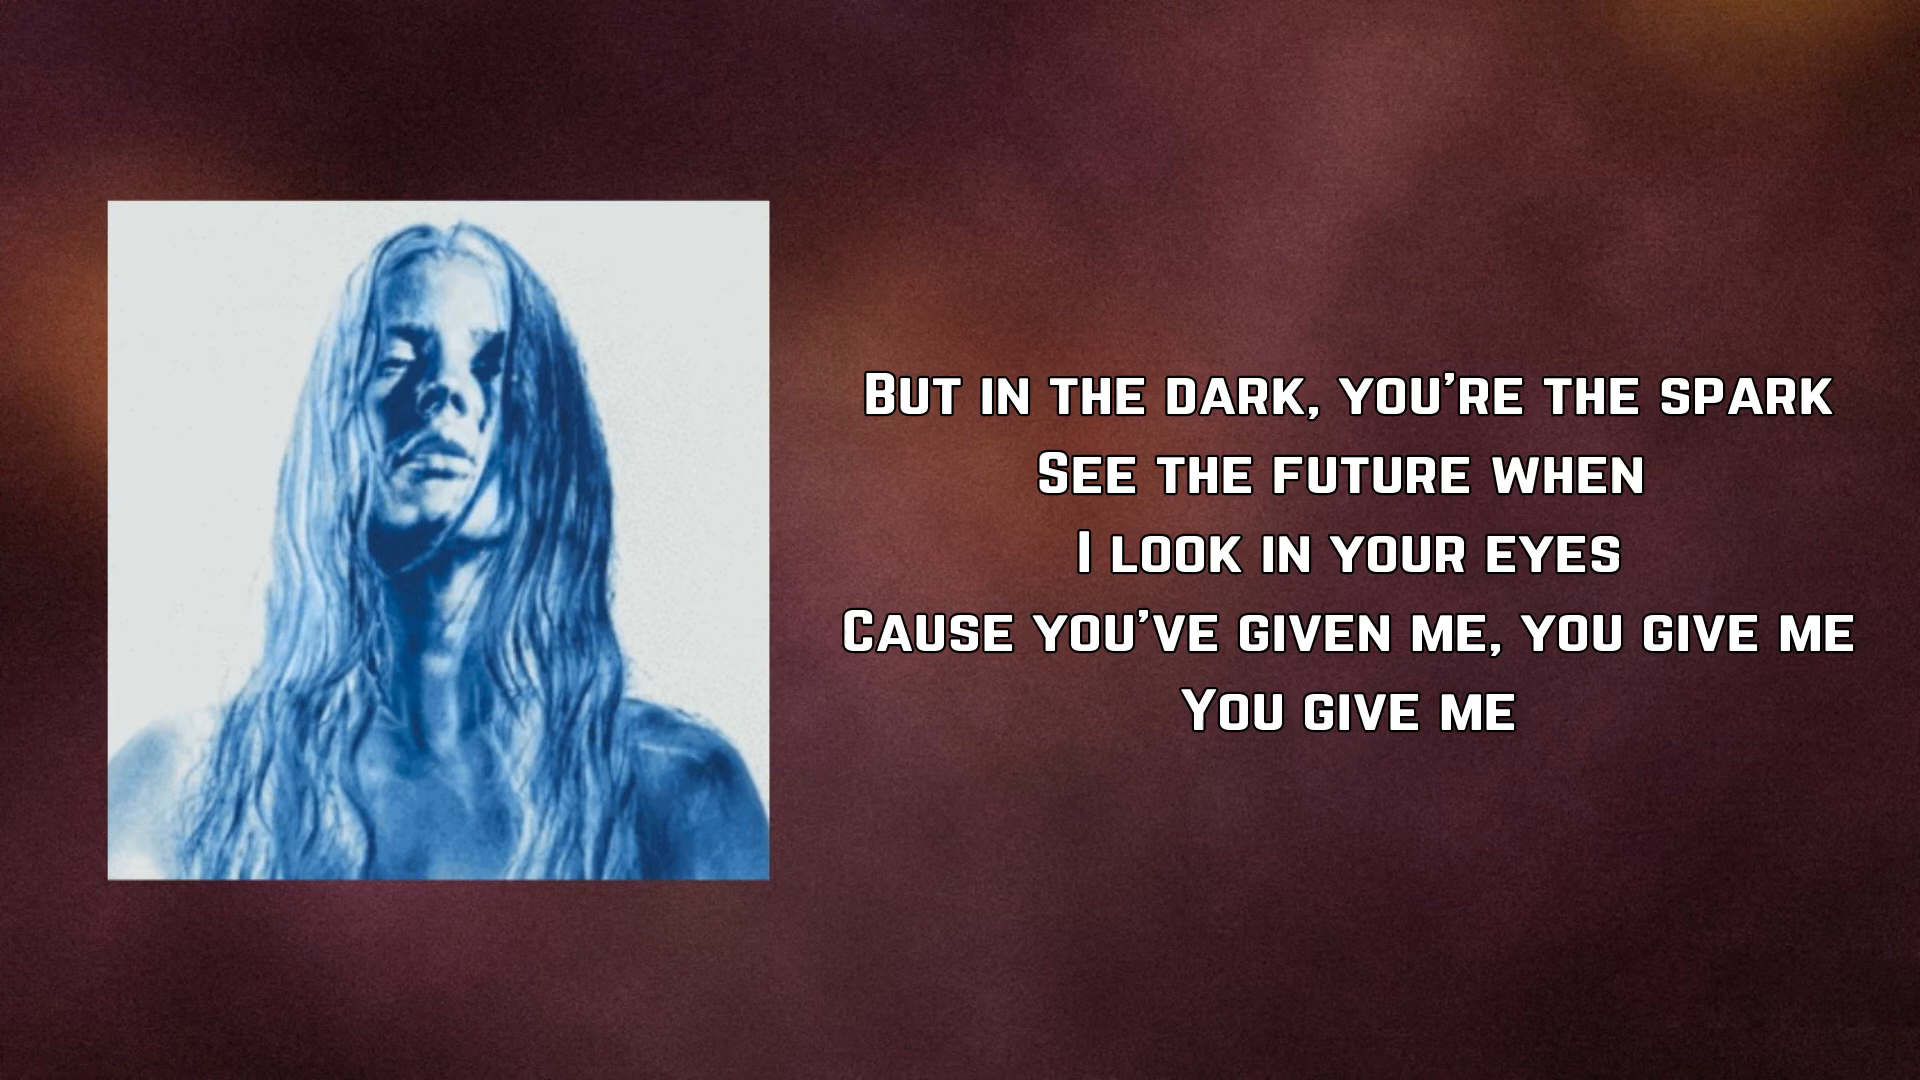 But in the dark, you're the spark
See the future when
I look in your eyes
Cause you've given me, you give me
You give me